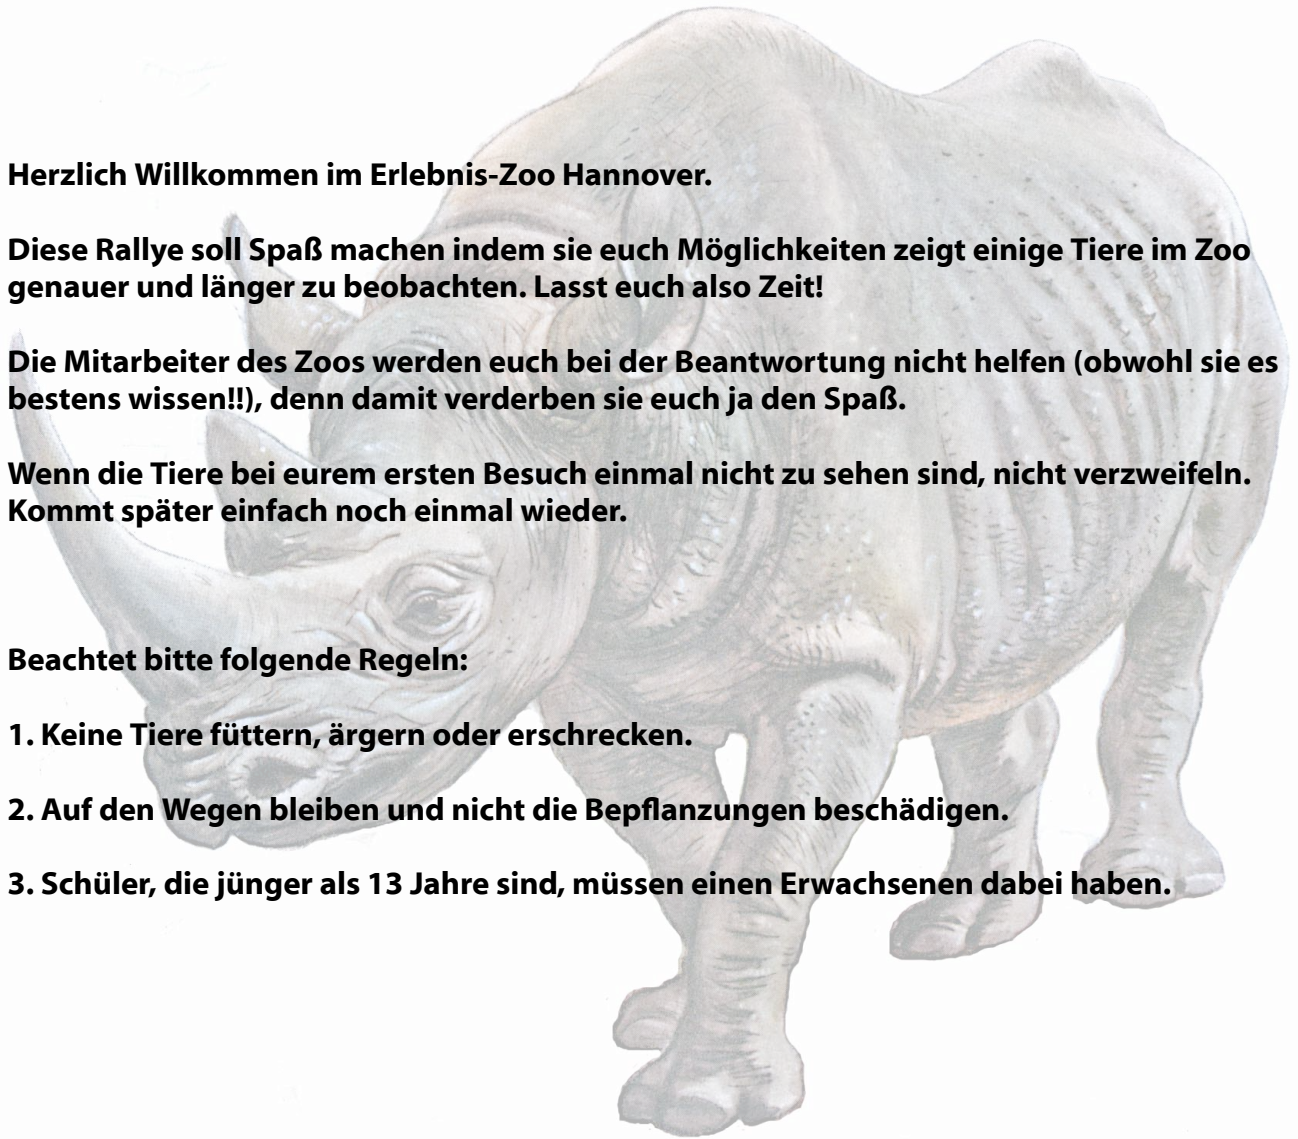 Herzlich Willkommen im Erlebnis-Zoo Hannover.
Diese Rallye soll Spaß machen indem sie euch Möglichkeiten zeigt einige Tiere im Zoo
genauer und länger zu beobachten. Lasst euch also Zeit!
Die Mitarbeiter des Zoos werden euch bei der Beantwortung nicht helfen (obwohl sie es
bestens wissen!!), denn damit verderben sie euch ja den Spaß.
Wenn die Tiere bei eurem ersten Besuch einmal nicht zu sehen sind, nicht verzweifeln.
Kommt später einfach noch einmal wieder.
Beachtet bitte folgende Regeln:
1. Keine Tiere füttern, ärgern oder erschrecken.
2. Auf den Wegen bleiben und nicht die Bepflanzungen beschädigen.
3. Schüler, die jünger als 13 Jahre sind, müssen einen Erwachsenen dabei haben.